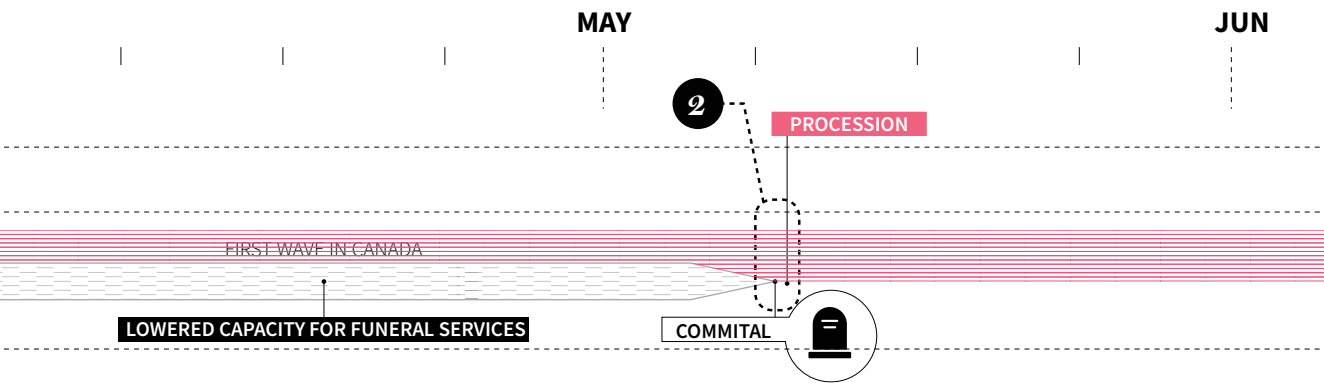 MAY
JUN
2
PROCESSION
FIRST WAVE IN CANADA
LOWERED CAPACITY FOR FUNERAL SERVICES
COMMITAL